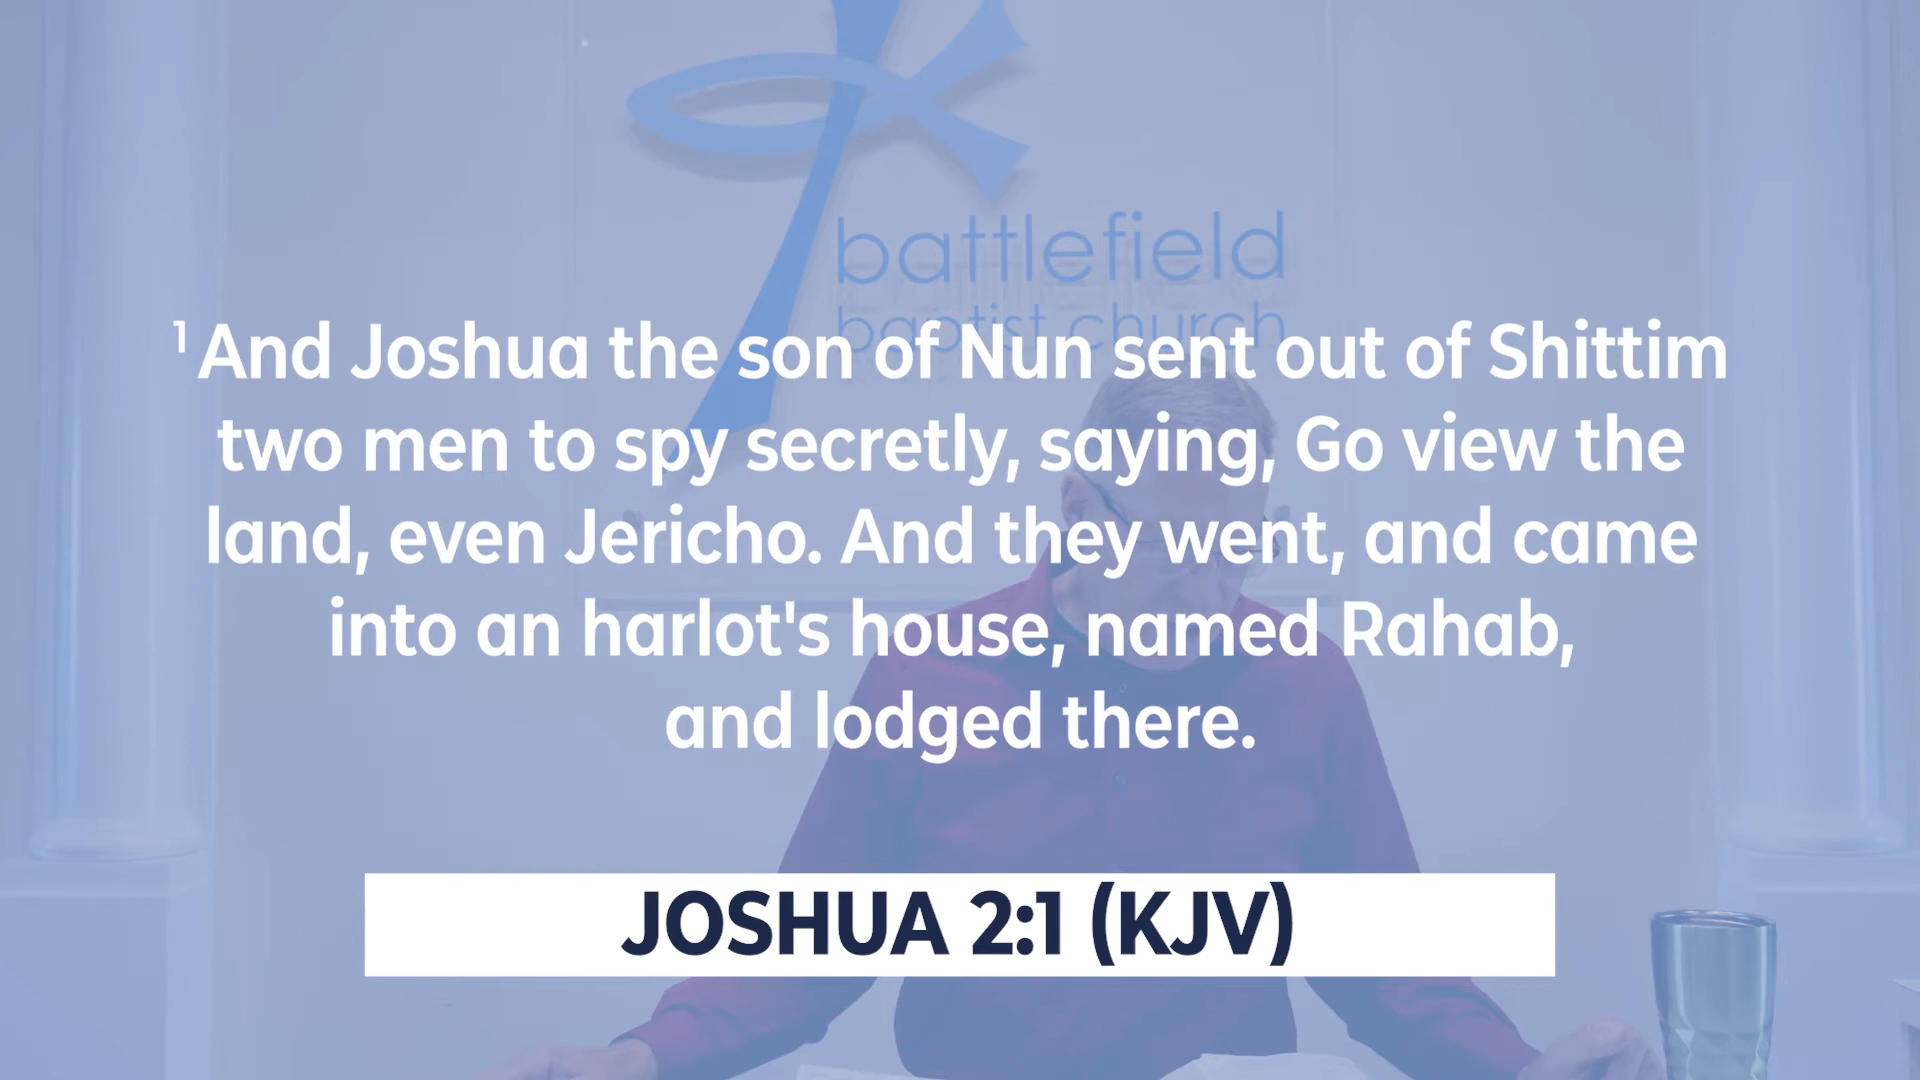 battlefield
baptist church
1 And Joshua the son of Nun sent out of Shittim
two men to spy secretly, saying, Go view the
land, even Jericho. And they went, and came
into an harlot's house, named Rahab,
and lodged there.
JOSHUA 2:1 (KJV)